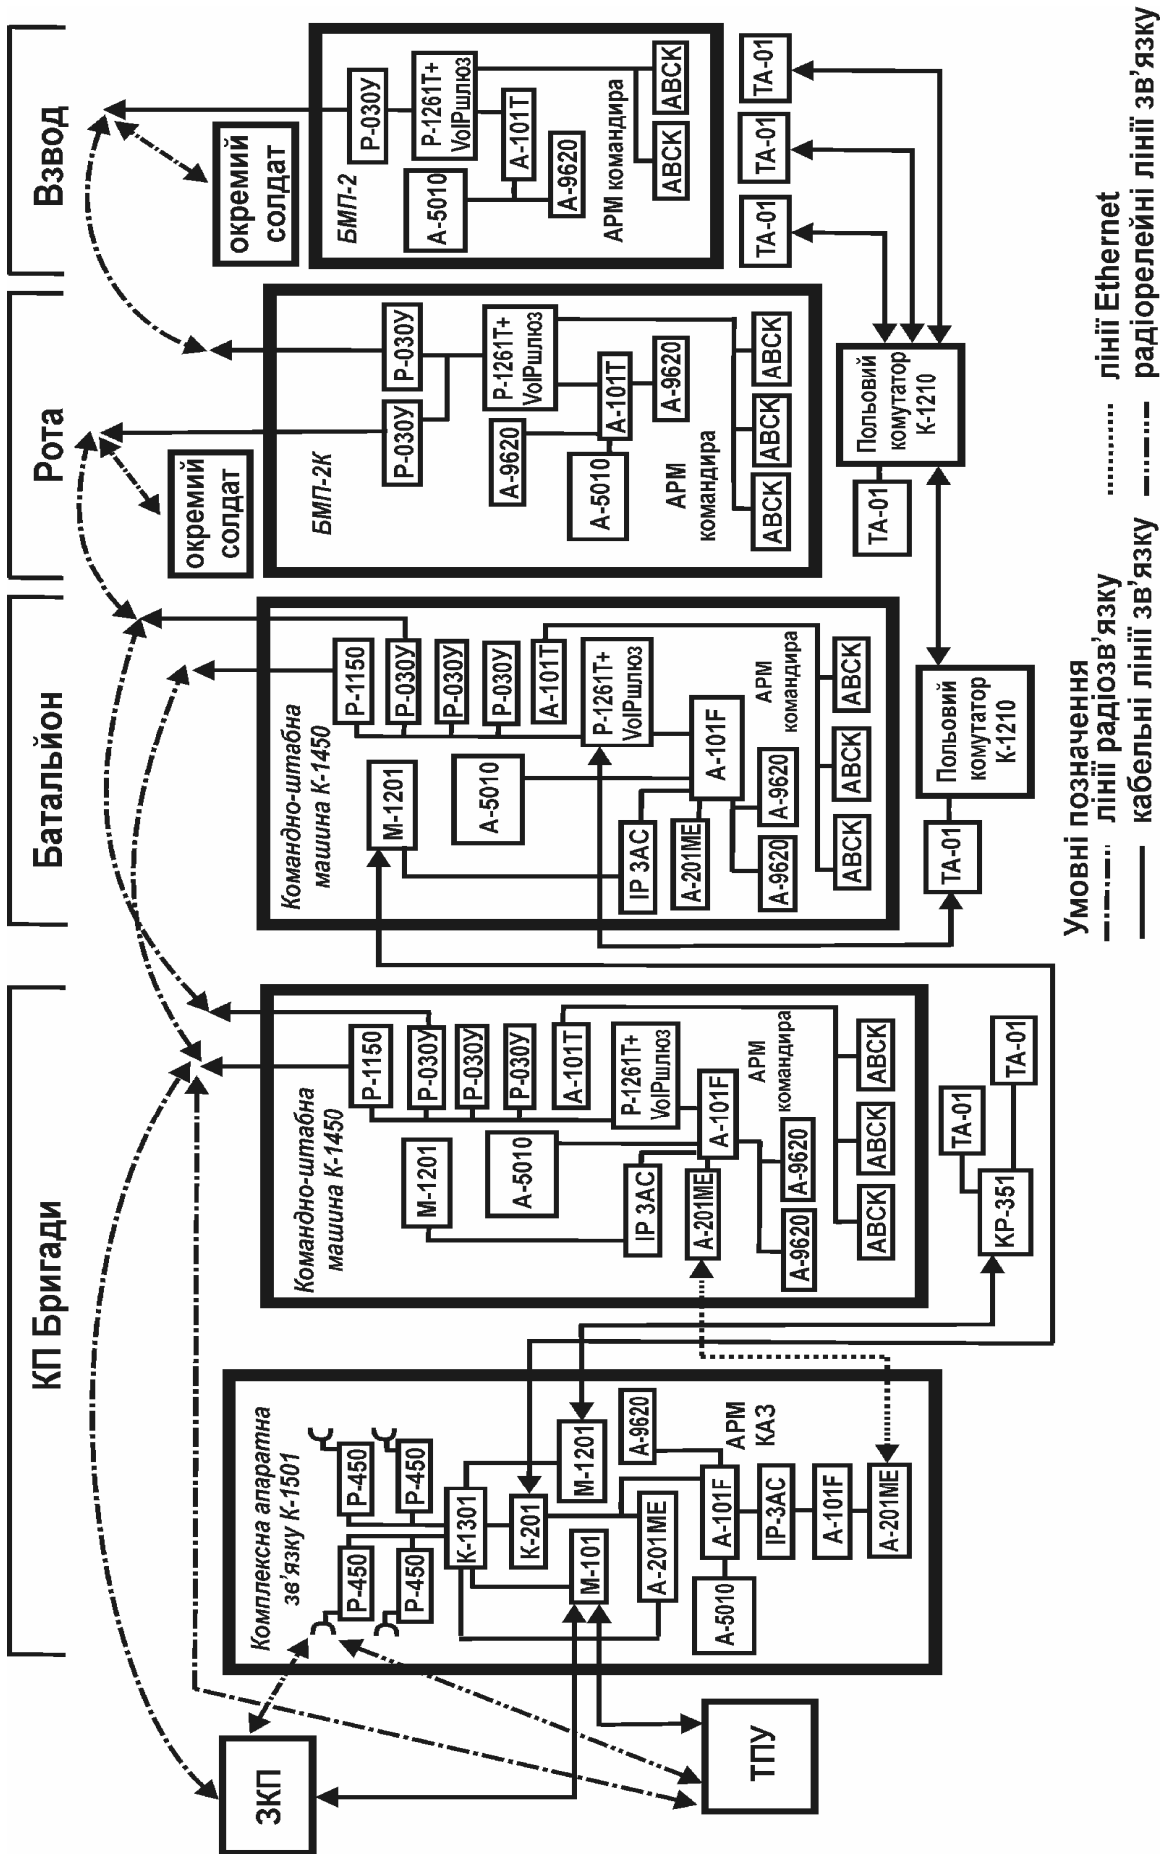 КП Бригади
Батальйон
Рота
Взвод
ЗКП
ТПУ
Комплексна апаратна
зв'язку К-1501
Р-450
Р-450
Р-450
Р-450
К-1301
К-201
М-1201
М-101
А-201МЕ
А-9620
А-101F
А-5010
АРМ
КАЗ
ІР-3АС
А-101F
А-201МЕ
Командно-штабна
машина К-1450
Р-1150
Р-030У
Р-030У
Р-030У
А-101Т
М-1201
А-5010
Р-1261Т+
VoIPшлюз
ІР 3АС
А-201МЕ
А-101F
АРМ
командира
А-9620
А-9620
АВСК
АВСК
АВСК
КР-351
ТА-01
ТА-01
Командно-штабна
машина К-1450
Р-1150
Р-030У
Р-030У
Р-030У
А-101Т
М-1201
А-5010
Р-1261Т+
VoIPшлюз
ІР 3АС
А-201МЕ
А-101F
АРМ
командира
А-9620
А-9620
АВСК
АВСК
АВСК
ТА-01
Польовий
комутатор
К-1210
окремий
солдат
БМП-2К
Р-030У
Р-030У
Р-1261Т+
VoIPшлюз
А-9620
А-101Т
А-5010
А-9620
АРМ
командира
АВСК
АВСК
АВСК
ТА-01
Польовий
комутатор
К-1210
окремий
солдат
БМП-2
Р-030У
Р-1261Т+
VoIPшлюз
А-5010
А-101Т
А-9620
АРМ командира
АВСК
АВСК
ТА-01
ТА-01
ТА-01
Умовні позначення
лінії радіозв'язку
кабельні лінії зв'язку
лінії Ethernet
радіорелейні лінії зв'язку